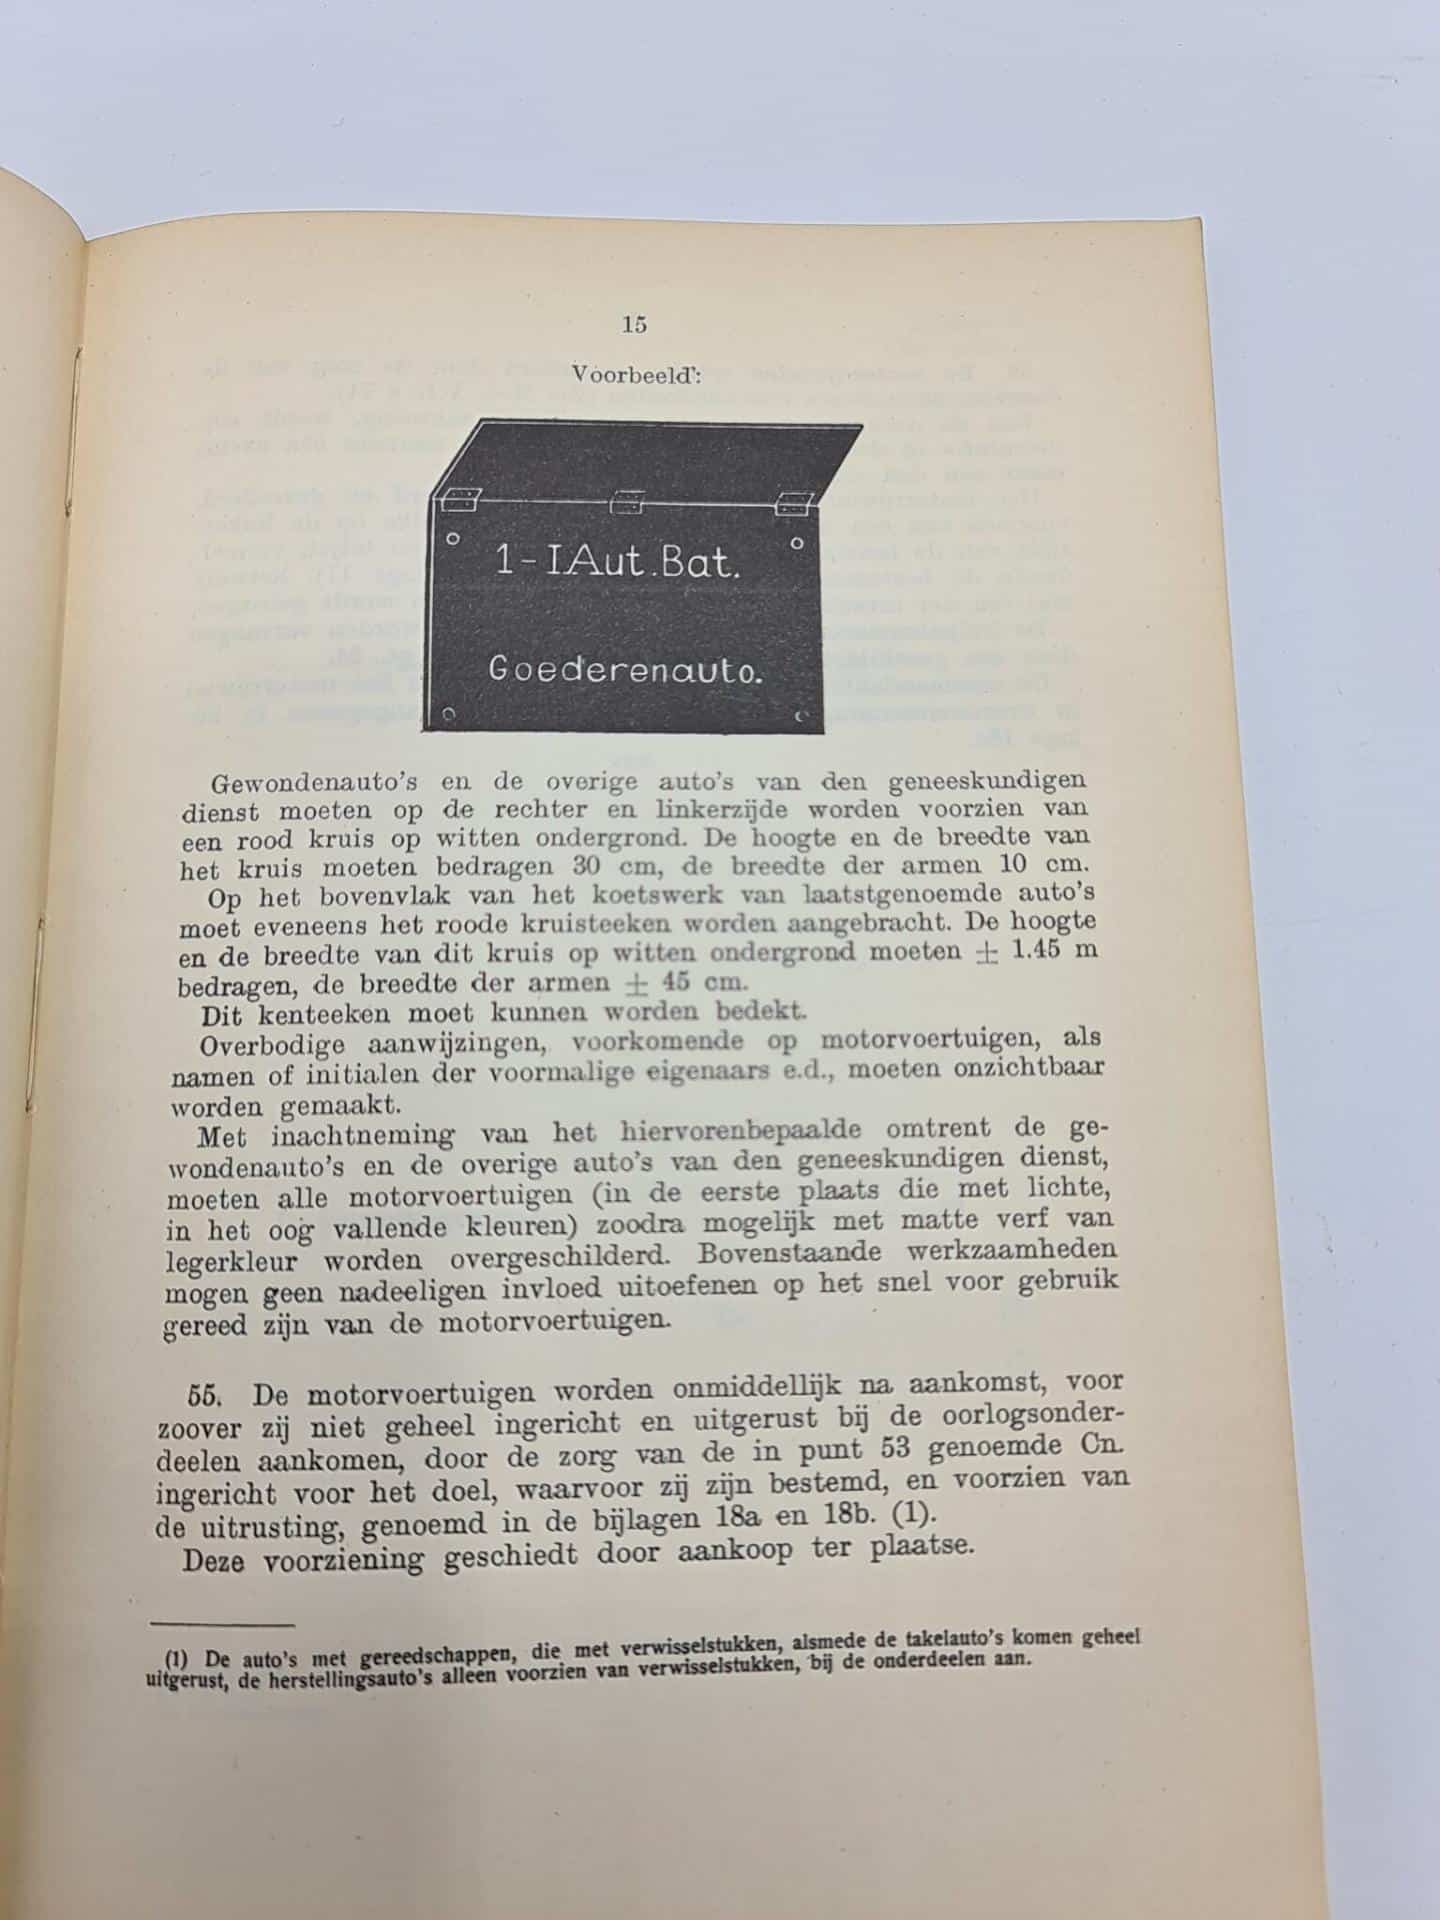 15
Voorbeeld:
1-I Aut. Bat.
Goederenauto.
Gewondenauto's en de overige auto's van den geneeskundigen
dienst moeten op de rechter en linkerzijde worden voorzien van
een rood kruis op witten ondergrond. De hoogte en de breedte van
het kruis moeten bedragen 30 cm, de breedte der armen 10 cm.
Op het bovenvlak van het koetswerk van laatstgenoemde auto's
moet eveneens het roode kruisteeken worden aangebracht. De hoogte
en de breedte van dit kruis op witten ondergrond moeten ± 1.45 m
bedragen, de breedte der armen ± 45 cm.
Dit kenteeken moet kunnen worden bedekt.
Overbodige aanwijzingen, voorkomende op motorvoertuigen, als
namen of initialen der voormalige eigenaars e.d., moeten onzichtbaar
worden gemaakt.
Met inachtneming van het hiervorenbepaalde omtrent de ge-
wondenauto's en de overige auto's van den geneeskundigen dienst,
moeten alle motorvoertuigen (in de eerste plaats die met lichte,
in het oog vallende kleuren) zoodra mogelijk met matte verf van
legerkleur worden overgeschilderd. Bovenstaande werkzaamheden
mogen geen nadeeligen invloed uitoefenen op het snel voor gebruik
gereed zijn van de motorvoertuigen.
55. De motorvoertuigen worden onmiddellijk na aankomst, voor
zoover zij niet geheel ingericht en uitgerust bij de oorlogsonder-
deelen aankomen, door de zorg van de in punt 53 genoemde Cn.
ingericht voor het doel, waarvoor zij zijn bestemd, en voorzien van
de uitrusting, genoemd in de bijlagen 18a en 18b. (1).
Deze voorziening geschiedt door aankoop ter plaatse.
(1) De auto's met gereedschappen, die met verwisselstukken, alsmede de takelauto's komen geheel
uitgerust, de herstellingsauto's alleen voorzien van verwisselstukken, bij de onderdeelen aan.